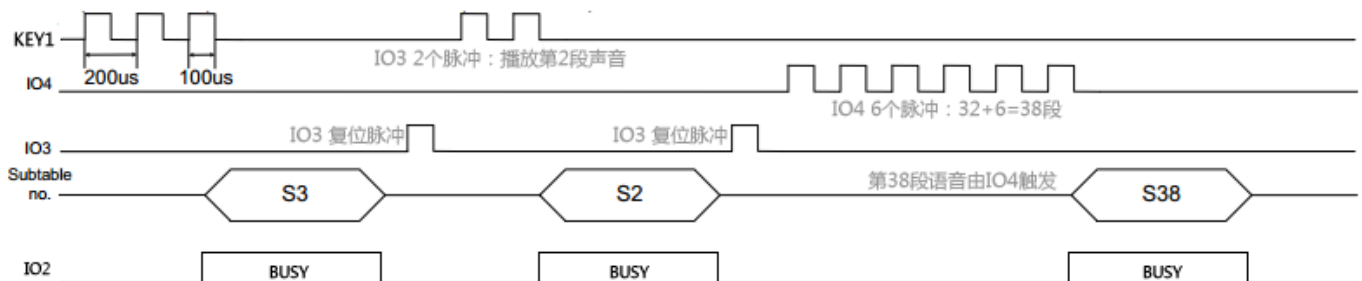 KEY1
IO3 2个脉冲：播放第2段声音
200us
100us
IO4
IO4 6个脉冲：32+6=38段
IO3 复位脉冲
IO3 复位脉冲
IO3
Subtable
no.
S3
S2
第38段语音由IO4触发
S38
IO2
BUSY
BUSY
BUSY